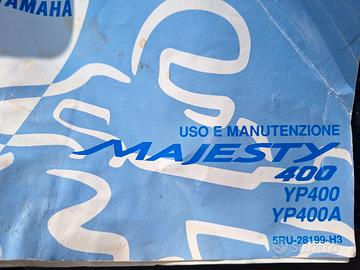 YAMAHA
USO E MANUTENZIONE
MAJESTY
400
YP400
YP400A
5RU-28199-H3